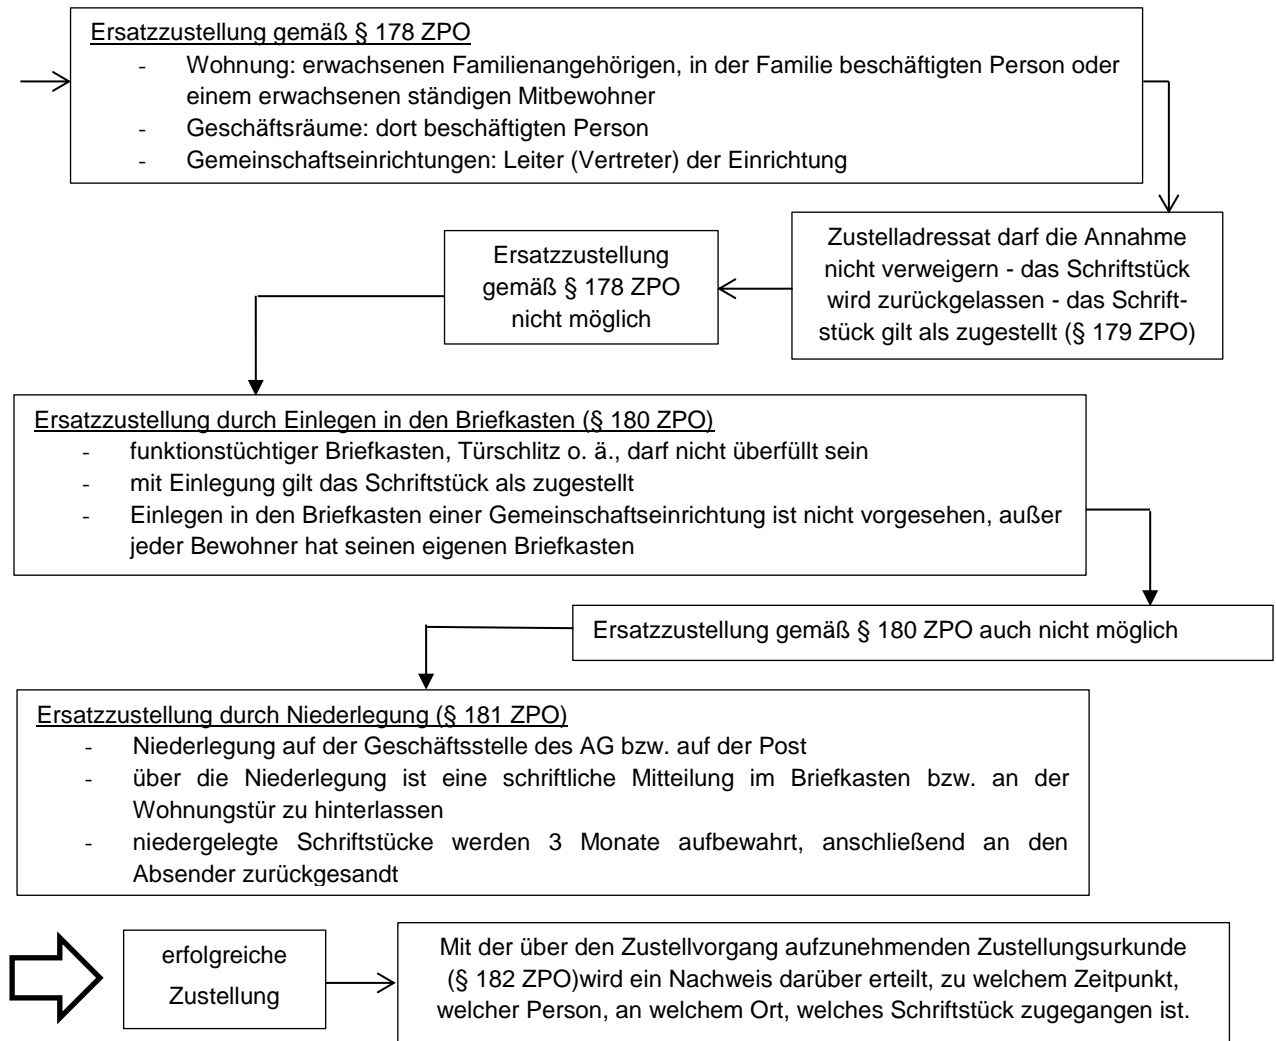 Ersatzzustellung gemäß § 178 ZPO
- Wohnung: erwachsenen Familienangehörigen, in der Familie beschäftigten Person oder
einem erwachsenen ständigen Mitbewohner
- Geschäftsräume: dort beschäftigten Person
- Gemeinschaftseinrichtungen: Leiter (Vertreter) der Einrichtung
Zustelladressat darf die Annahme
nicht verweigern - das Schriftstück
wird zurückgelassen - das Schrift-
stück gilt als zugestellt (§ 179 ZPO)
Ersatzzustellung
gemäß § 178 ZPO
nicht möglich
Ersatzzustellung durch Einlegen in den Briefkasten (§ 180 ZPO)
- funktionstüchtiger Briefkasten, Türschlitz o. ä., darf nicht überfüllt sein
- mit Einlegung gilt das Schriftstück als zugestellt
- Einlegen in den Briefkasten einer Gemeinschaftseinrichtung ist nicht vorgesehen, außer
jeder Bewohner hat seinen eigenen Briefkasten
Ersatzzustellung gemäß § 180 ZPO auch nicht möglich
Ersatzzustellung durch Niederlegung (§ 181 ZPO)
- Niederlegung auf der Geschäftsstelle des AG bzw. auf der Post
- über die Niederlegung ist eine schriftliche Mitteilung im Briefkasten bzw. an der
Wohnungstür zu hinterlassen
- niedergelegte Schriftstücke werden 3 Monate aufbewahrt, anschließend an den
Absender zurückgesandt
erfolgreiche
Zustellung
Mit der über den Zustellvorgang aufzunehmenden Zustellungsurkunde
(§ 182 ZPO)wird ein Nachweis darüber erteilt, zu welchem Zeitpunkt,
welcher Person, an welchem Ort, welches Schriftstück zugegangen ist.